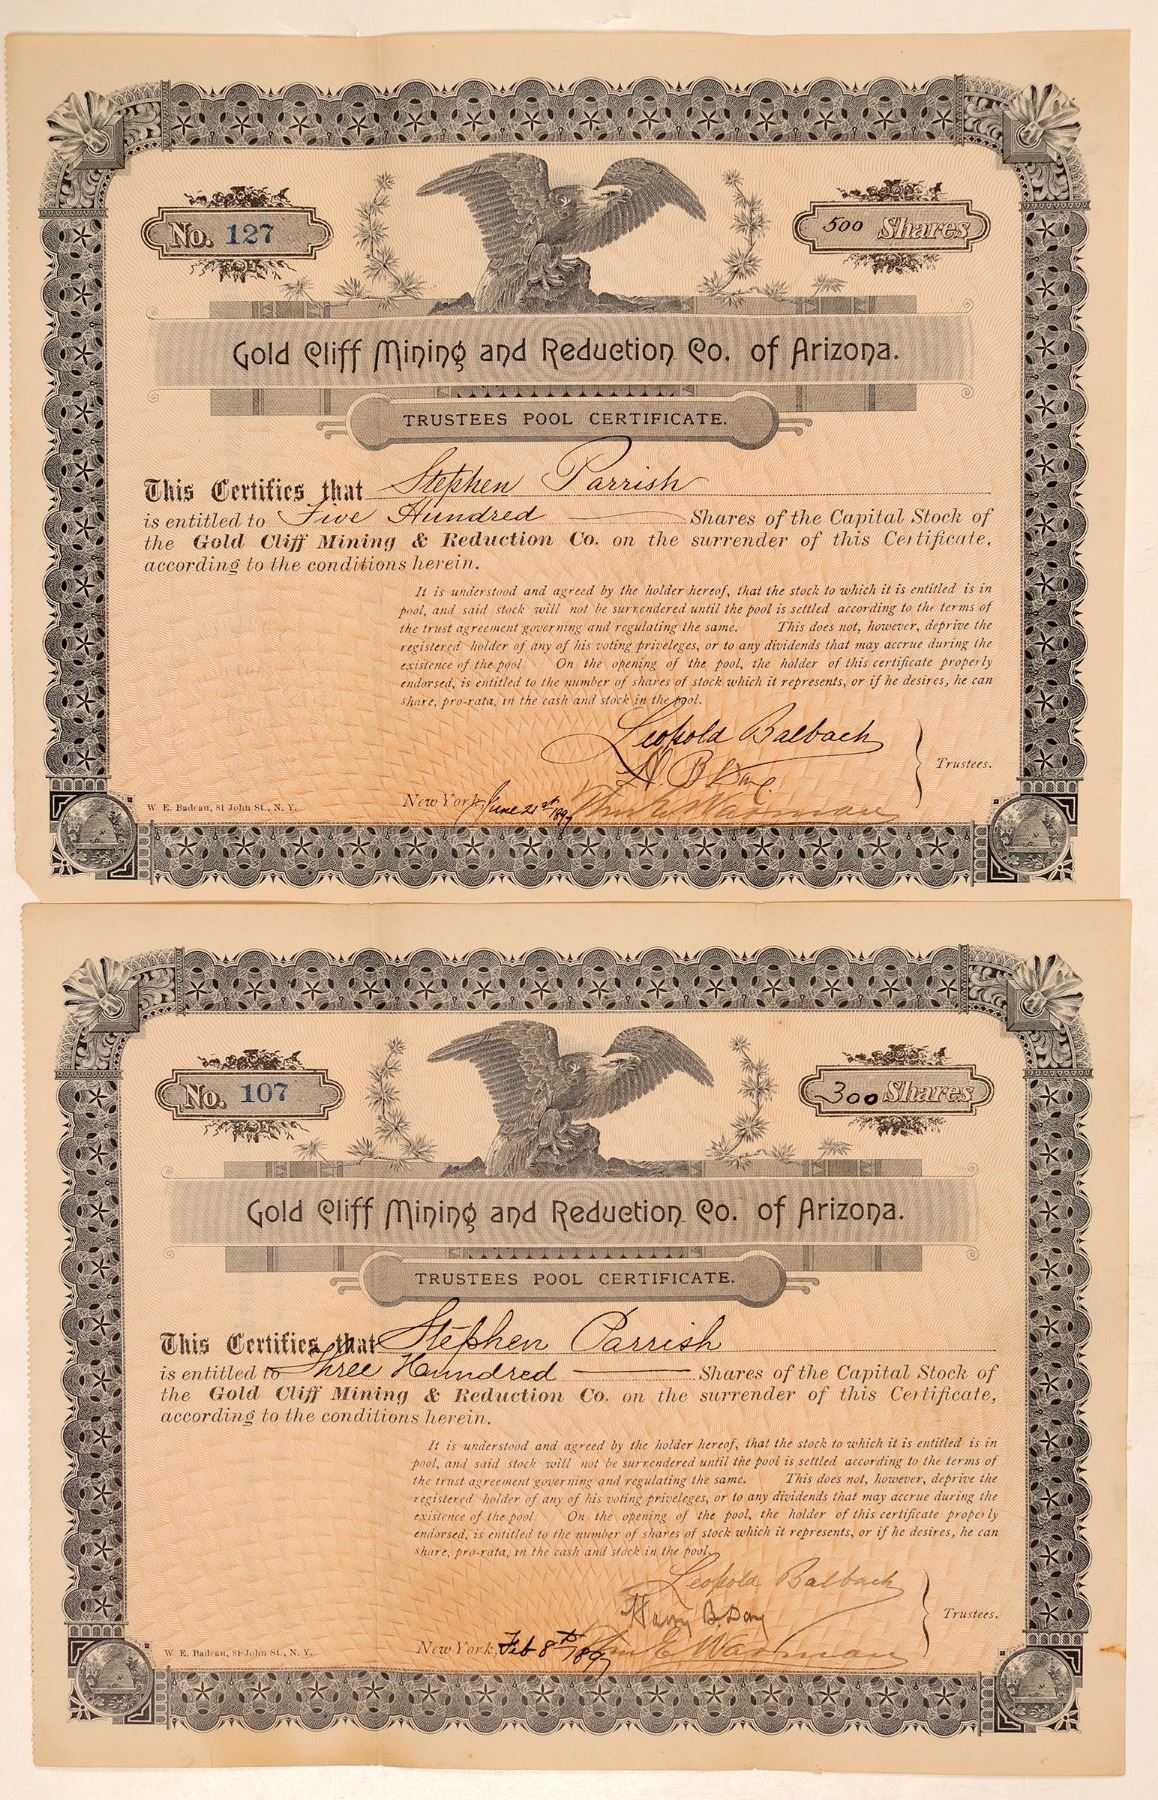 No. 127
500 Shares
Gold Cliff Mining and Reduction Co. of Arizona.
TRUSTEES POOL CERTIFICATE.
This Certifies that Stephen Parrish
is entitled to Five Hundred Shares of the Capital Stock of
the Gold Cliff Mining & Reduction Co. on the surrender of this Certificate,
according to the conditions herein.
It is understood and agreed by the holder hereof, that the stock to which it is entitled is in
pool, and said stock will not be surrendered until the pool is settled according to the terms of
the trust agreement governing and regulating the same. This does not, however, deprive the
registered holder of any of his voting priveleges, or to any dividends that may accrue during the
existence of the pool On the opening of the pool, the holder of this certificate properly
endorsed, is entitled to the number of shares of stock which it represents, or if he desires, he can
share, pro-rata, in the cash and stock in the pool.
Leopold Balbach
H. B. Day.
Trustees.
W. E. Badeau, 81 John St., N. Y.
New York, June 21st 1897 Wm E Warman
No. 107
300 Shares
Gold Cliff Mining and Reduction Co. of Arizona.
TRUSTEES POOL CERTIFICATE.
This Certifies that Stephen Parrish
is entitled to Three Hundred Shares of the Capital Stock of
the Gold Cliff Mining & Reduction Co. on the surrender of this Certificate,
according to the conditions herein.
It is understood and agreed by the holder hereof, that the stock to which it is entitled is in
pool, and said stock will not be surrendered until the pool is settled according to the terms of
the trust agreement governing and regulating the same. This does not, however, deprive the
registered holder of any of his voting priveleges, or to any dividends that may accrue during the
existence of the pool On the opening of the pool, the holder of this certificate properly
endorsed, is entitled to the number of shares of stock which it represents, or if he desires, he can
share, pro-rata, in the cash and stock in the pool.
Leopold Balbach
Harry B. Day
Trustees.
W. E. Badeau, 81 John St., N. Y.
New York, Feb 8th 1897 Wm E Warman